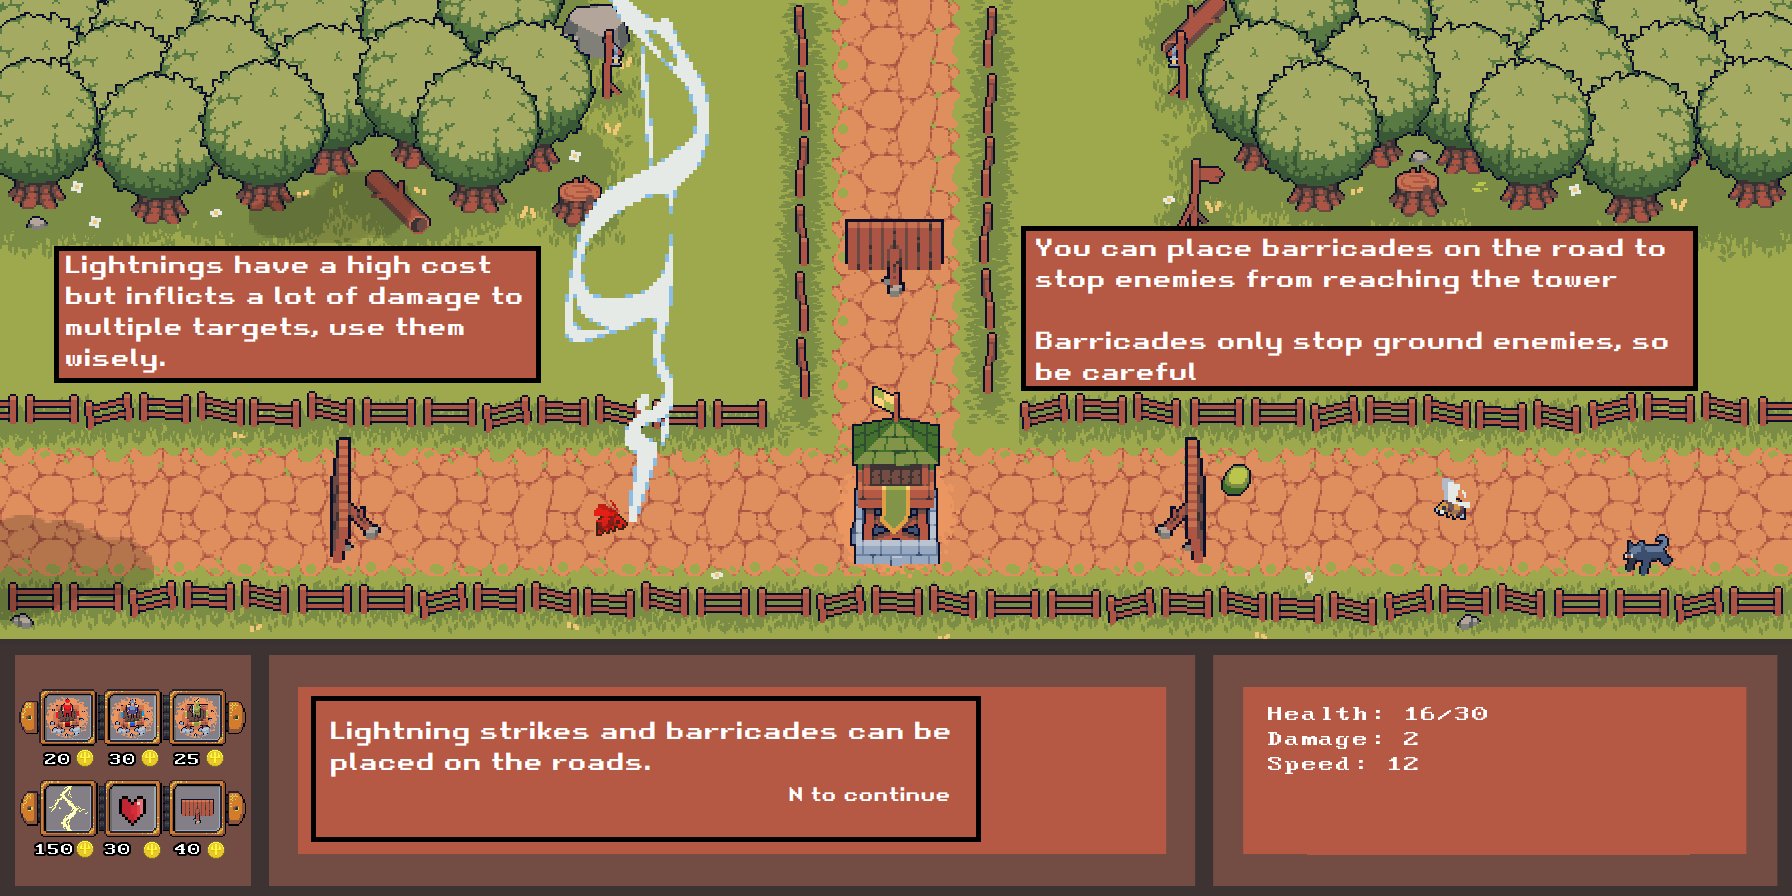 Lightnings have a high cost
but inflicts a lot of damage to
multiple targets, use them
wisely.
You can place barricades on the road to
stop enemies from reaching the tower
Barricades only stop ground enemies, so
be careful
20 30 25
150 30 40
Lightning strikes and barricades can be
placed on the roads.
N to continue
Health: 16/30
Damage: 2
Speed: 12